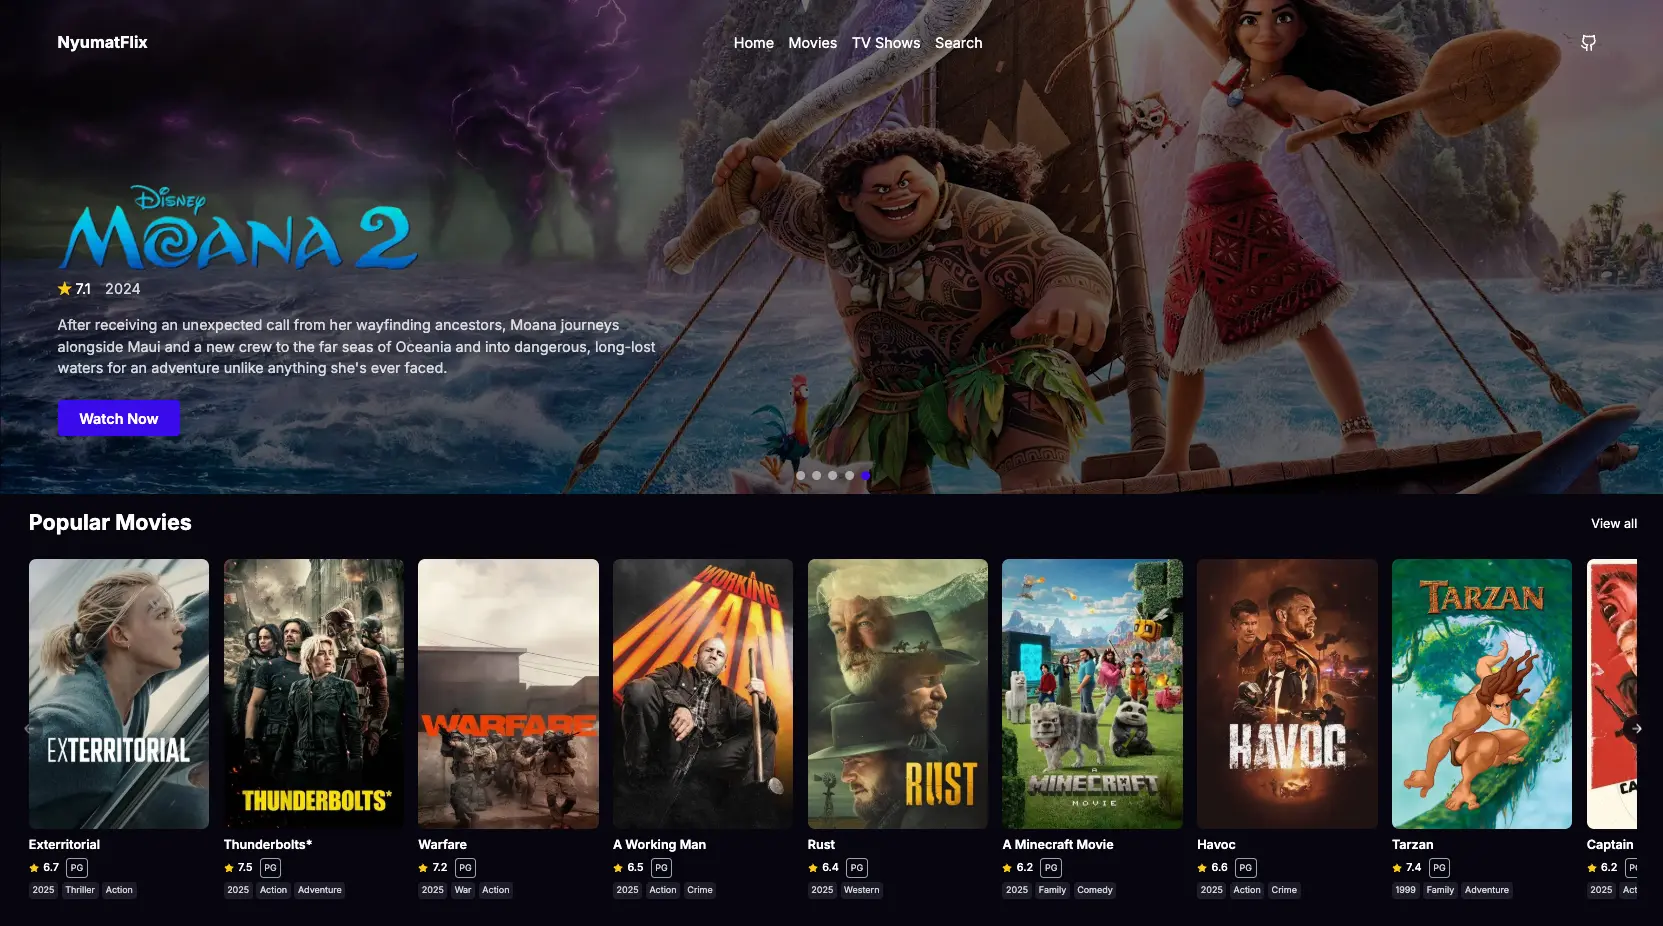 NyumatFlix
Home Movies TV Shows Search
DISNEY
MOANA 2
7.1 2024
After receiving an unexpected call from her wayfinding ancestors, Moana journeys
alongside Maui and a new crew to the far seas of Oceania and into dangerous, long-lost
waters for an adventure unlike anything she's ever faced.
Watch Now
Popular Movies
View all
EXTERRITORIAL
THUNDERBOLTS*
WARFARE
A WORKING MAN
RUST
A MINECRAFT MOVIE
HAVOC
TARZAN
CA
Exterritorial
6.7 PG
2025 Thriller Action
Thunderbolts*
7.5 PG
2025 Action Adventure
Warfare
7.2 PG
2025 War Action
A Working Man
6.5 PG
2025 Action Crime
Rust
6.4 PG
2025 Western
A Minecraft Movie
6.2 PG
2025 Family Comedy
Havoc
6.6 PG
2025 Action Crime
Tarzan
7.4 PG
1999 Family Adventure
Captain
6.2 P
2025 Act